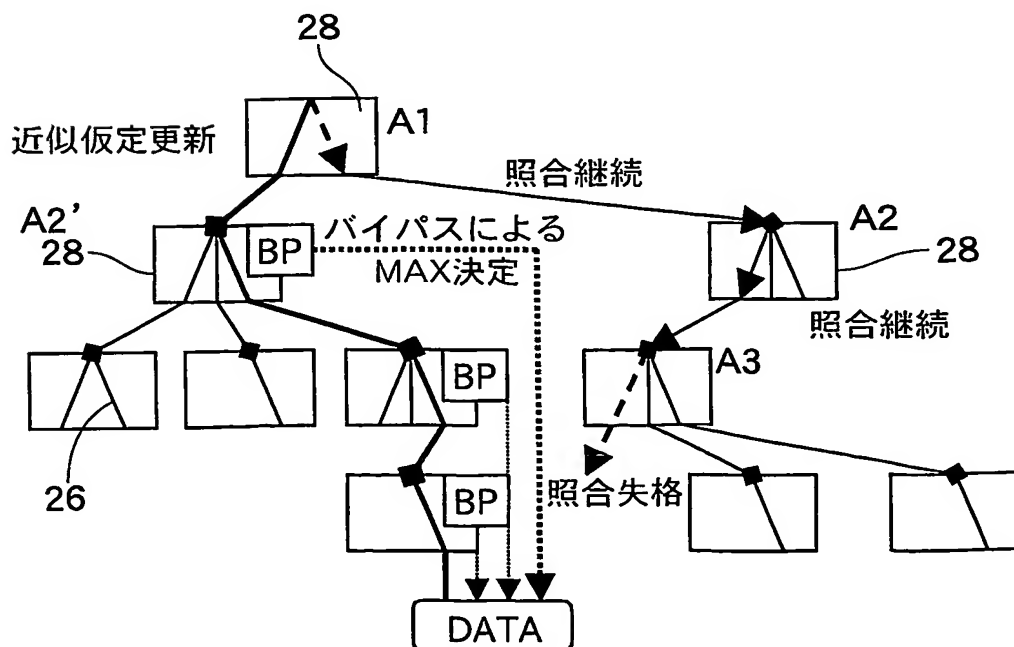 28
A1
近似仮定更新
照合継続
A2'
28
BP
バイパスによる
MAX決定
A2
28
照合継続
BP
A3
26
BP
照合失格
DATA